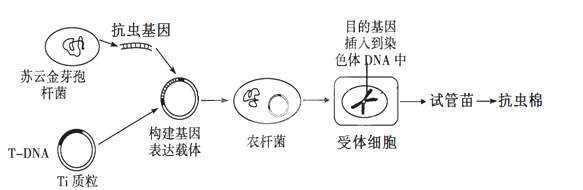 目的基因
插入到染
色体DNA中
抗虫基因
苏云金芽孢
杆菌
构建基因
表达载体
农杆菌
受体细胞
试管苗
抗虫棉
T-DNA
Ti质粒